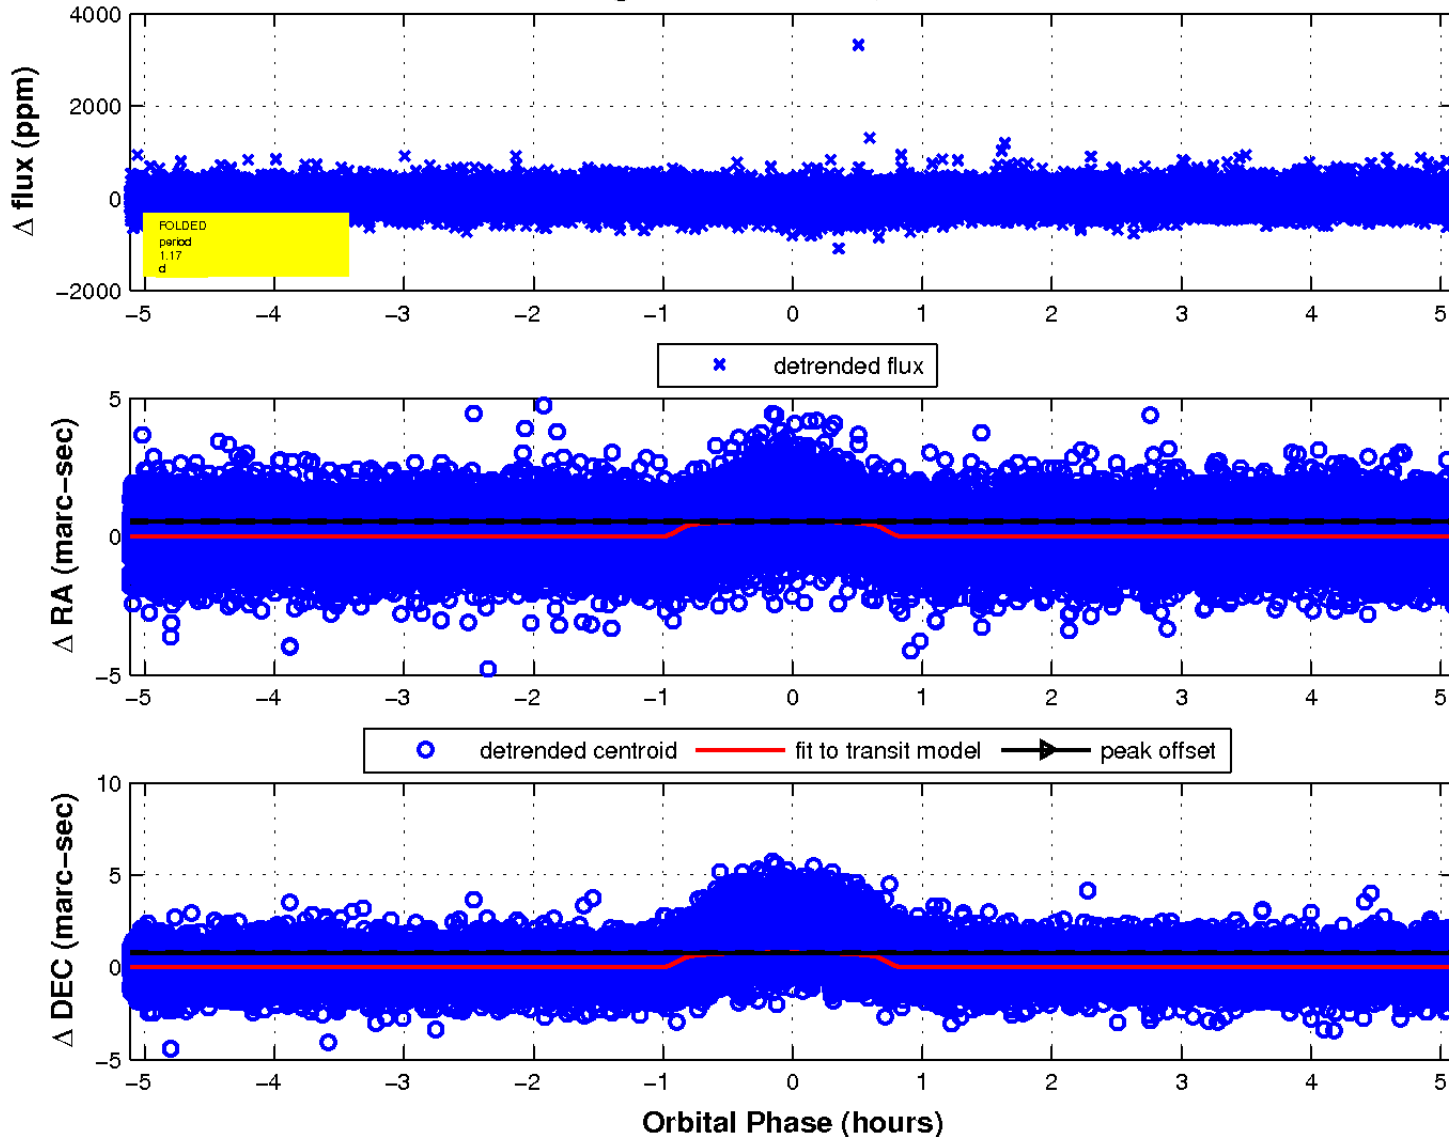 4000
2000
0
−2000
Δ flux (ppm)
FOLDED
period
1.17
d
−5 −4 −3 −2 −1 0 1 2 3 4 5
detrended flux
5
0
−5
Δ RA (marc−sec)
−5 −4 −3 −2 −1 0 1 2 3 4 5
detrended centroid fit to transit model peak offset
10
5
0
−5
Δ DEC (marc−sec)
−5 −4 −3 −2 −1 0 1 2 3 4 5
Orbital Phase (hours)